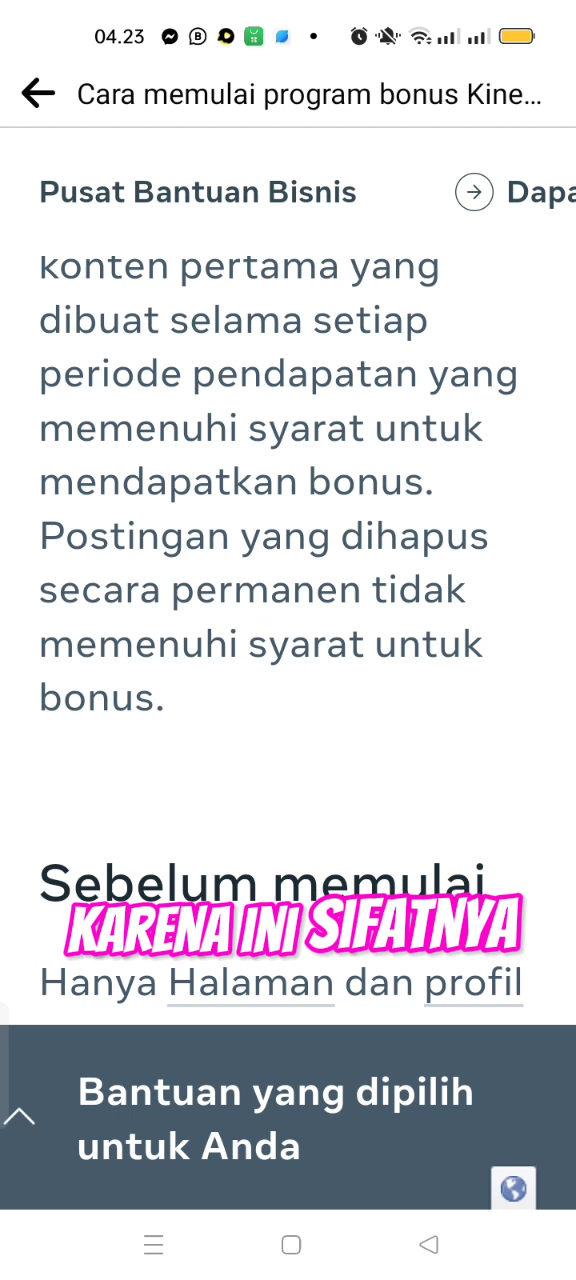 04.23
Cara memulai program bonus Kine...
Pusat Bantuan Bisnis
Dapa
konten pertama yang
dibuat selama setiap
periode pendapatan yang
memenuhi syarat untuk
mendapatkan bonus.
Postingan yang dihapus
secara permanen tidak
memenuhi syarat untuk
bonus.
Sebelum memulai
KARENA INI SIFATNYA
Hanya Halaman dan profil
Bantuan yang dipilih
untuk Anda